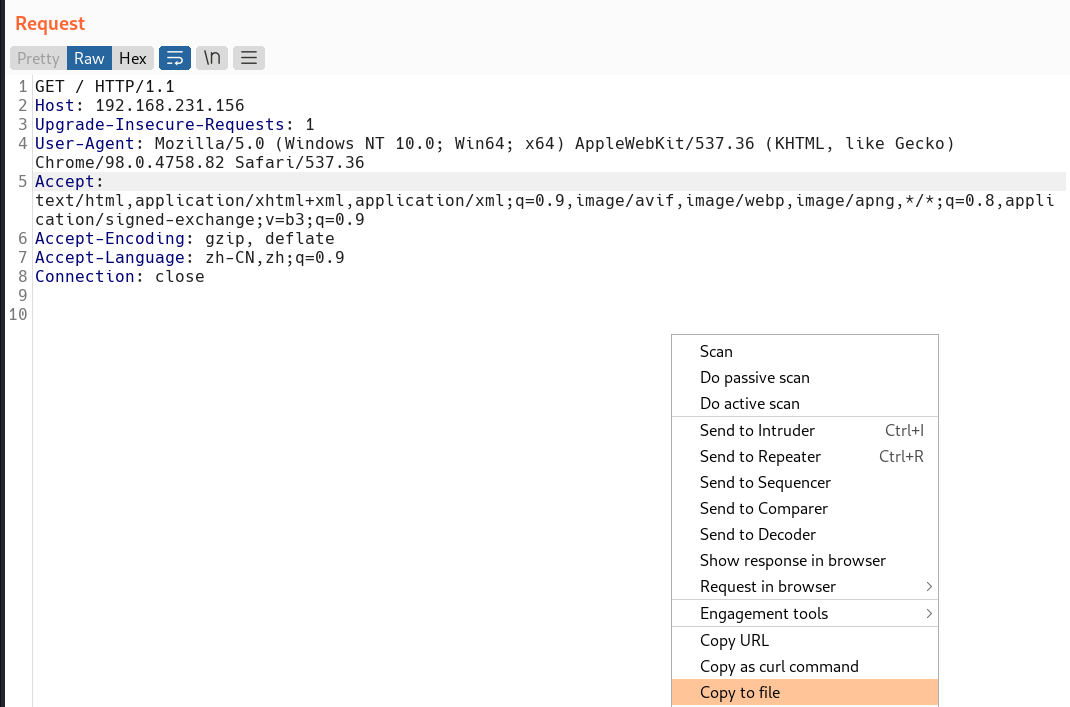 Request
Pretty Raw Hex \n
1 GET / HTTP/1.1
2 Host: 192.168.231.156
3 Upgrade-Insecure-Requests: 1
4 User-Agent: Mozilla/5.0 (Windows NT 10.0; Win64; x64) AppleWebKit/537.36 (KHTML, like Gecko)
Chrome/98.0.4758.82 Safari/537.36
5 Accept:
text/html,application/xhtml+xml,application/xml;q=0.9,image/avif,image/webp,image/apng,*/*;q=0.8,appli
cation/signed-exchange;v=b3;q=0.9
6 Accept-Encoding: gzip, deflate
7 Accept-Language: zh-CN,zh;q=0.9
8 Connection: close
9
10
Scan
Do passive scan
Do active scan
Send to Intruder Ctrl+I
Send to Repeater Ctrl+R
Send to Sequencer
Send to Comparer
Send to Decoder
Show response in browser
Request in browser
Engagement tools
Copy URL
Copy as curl command
Copy to file